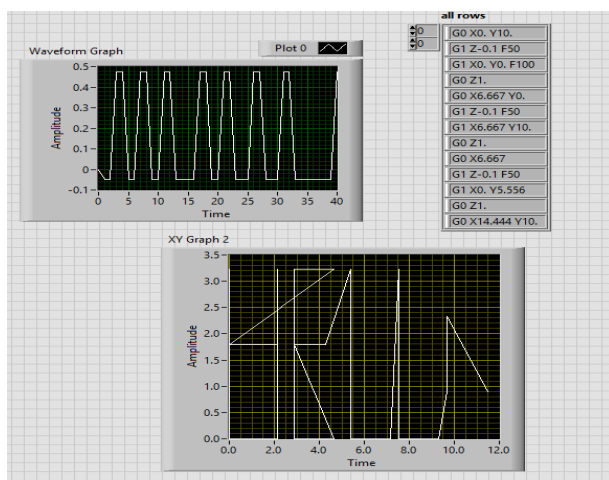 all rows
Waveform Graph
Plot 0
0
0
G0 X0. Y10.
G1 Z-0.1 F50
G1 X0. Y0. F100
G0 Z1.
G0 X6.667 Y0.
G1 Z-0.1 F50
G1 X6.667 Y10.
G0 Z1.
G0 X6.667
G1 Z-0.1 F50
G1 X0. Y5.556
G0 Z1.
G0 X14.444 Y10.
Amplitude
0.5
0.4
0.3
0.2
0.1
0
-0.1
0 5 10 15 20 25 30 35 40
Time
XY Graph 2
Amplitude
3.5
3.0
2.5
2.0
1.5
1.0
0.5
0.0
0.0 2.0 4.0 6.0 8.0 10.0 12.0
Time